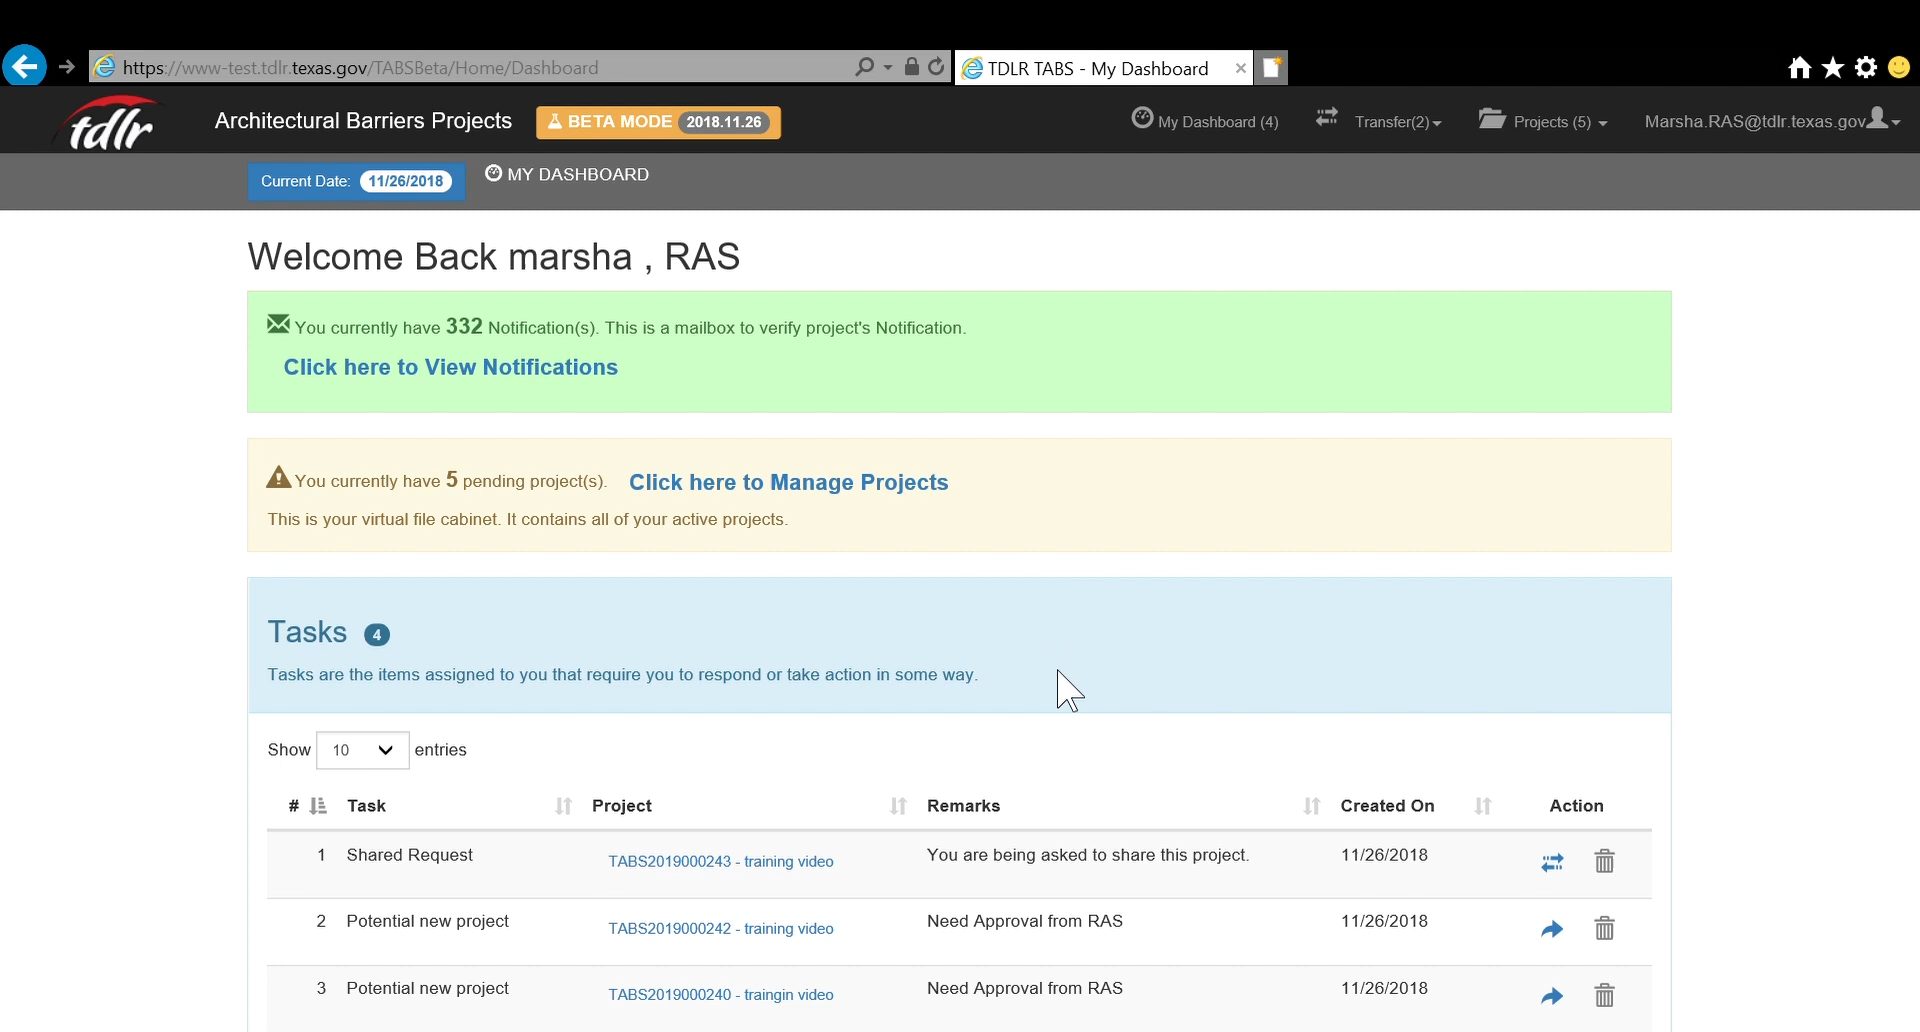 https://www-test.tdlr.texas.gov/TABSBeta/Home/Dashboard
TDLR TABS - My Dashboard
tdlr
Architectural Barriers Projects
BETA MODE 2018.11.26
My Dashboard (4)
Transfer(2)
Projects (5)
Marsha.RAS@tdlr.texas.gov
Current Date: 11/26/2018
MY DASHBOARD
Welcome Back marsha , RAS
You currently have 332 Notification(s). This is a mailbox to verify project's Notification.
Click here to View Notifications
You currently have 5 pending project(s). Click here to Manage Projects
This is your virtual file cabinet. It contains all of your active projects.
Tasks 4
Tasks are the items assigned to you that require you to respond or take action in some way.
Show 10 entries
# Task Project Remarks Created On Action
1 Shared Request TABS2019000243 - training video You are being asked to share this project. 11/26/2018
2 Potential new project TABS2019000242 - training video Need Approval from RAS 11/26/2018
3 Potential new project TABS2019000240 - traingin video Need Approval from RAS 11/26/2018